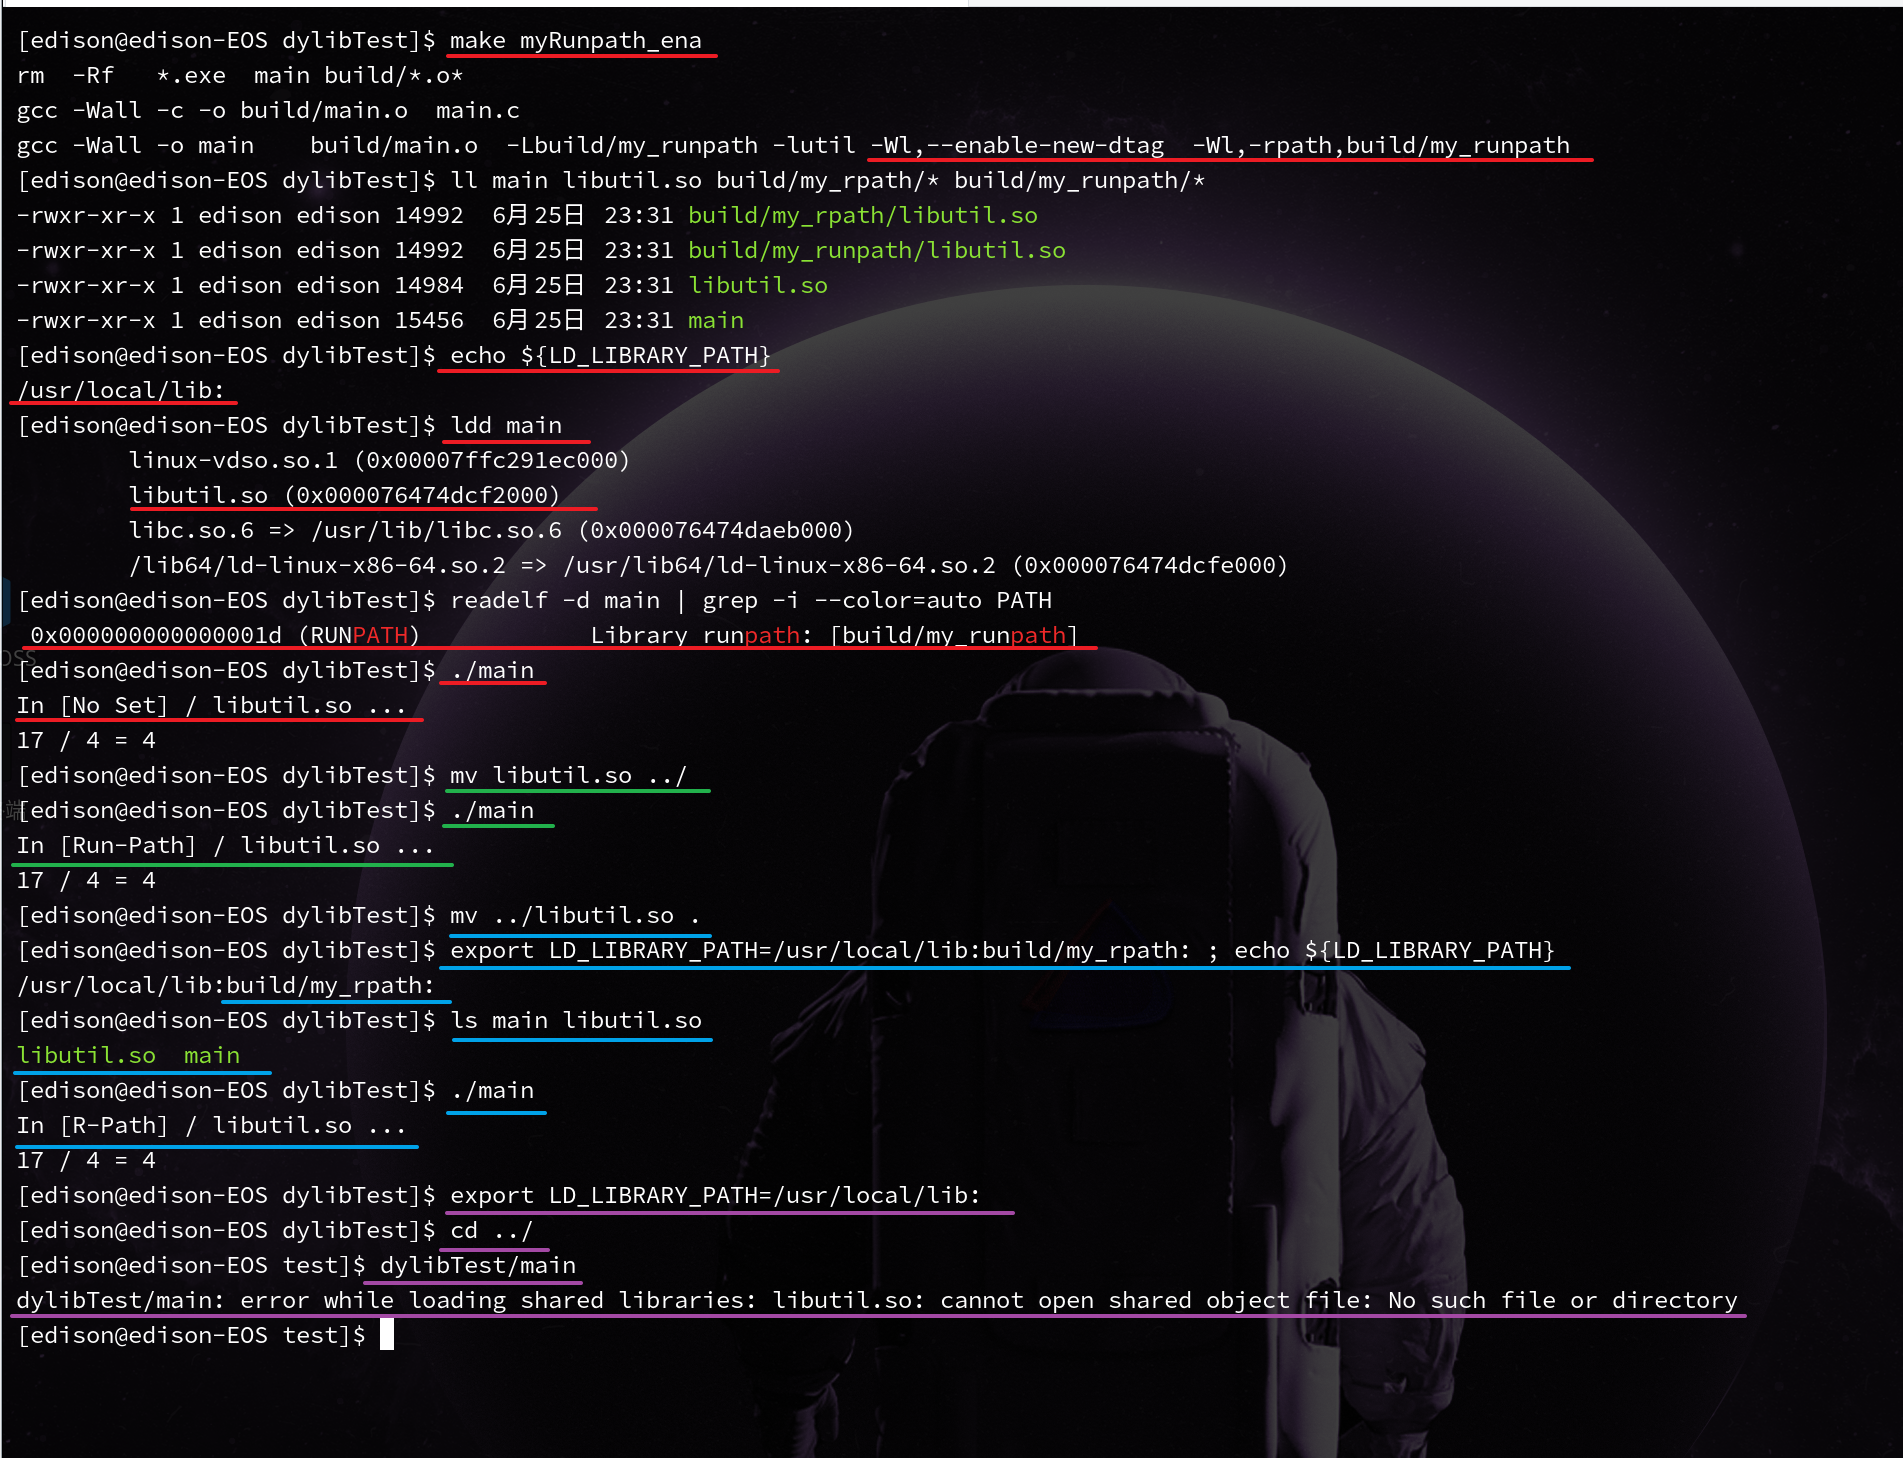 [edison@edison-EOS dylibTest]$ make myRunpath_ena
rm  -Rf   *.exe  main build/*.o*
gcc -Wall -c -o build/main.o  main.c
gcc -Wall -o main    build/main.o  -Lbuild/my_runpath -lutil -Wl,--enable-new-dtag  -Wl,-rpath,build/my_runpath
[edison@edison-EOS dylibTest]$ ll main libutil.so build/my_rpath/* build/my_runpath/*
-rwxr-xr-x 1 edison edison 14992  6月 25日  23:31 build/my_rpath/libutil.so
-rwxr-xr-x 1 edison edison 14992  6月 25日  23:31 build/my_runpath/libutil.so
-rwxr-xr-x 1 edison edison 14984  6月 25日  23:31 libutil.so
-rwxr-xr-x 1 edison edison 15456  6月 25日  23:31 main
[edison@edison-EOS dylibTest]$ echo ${LD_LIBRARY_PATH}
/usr/local/lib:
[edison@edison-EOS dylibTest]$ ldd main
        linux-vdso.so.1 (0x00007ffc291ec000)
        libutil.so (0x000076474dcf2000)
        libc.so.6 => /usr/lib/libc.so.6 (0x000076474daeb000)
        /lib64/ld-linux-x86-64.so.2 => /usr/lib64/ld-linux-x86-64.so.2 (0x000076474dcfe000)
[edison@edison-EOS dylibTest]$ readelf -d main | grep -i --color=auto PATH
 0x000000000000001d (RUNPATH)            Library runpath: [build/my_runpath]
[edison@edison-EOS dylibTest]$ ./main
In [No Set] / libutil.so ...
17 / 4 = 4
[edison@edison-EOS dylibTest]$ mv libutil.so ../
[edison@edison-EOS dylibTest]$ ./main
In [Run-Path] / libutil.so ...
17 / 4 = 4
[edison@edison-EOS dylibTest]$ mv ../libutil.so .
[edison@edison-EOS dylibTest]$ export LD_LIBRARY_PATH=/usr/local/lib:build/my_rpath: ; echo ${LD_LIBRARY_PATH}
/usr/local/lib:build/my_rpath:
[edison@edison-EOS dylibTest]$ ls main libutil.so
libutil.so  main
[edison@edison-EOS dylibTest]$ ./main
In [R-Path] / libutil.so ...
17 / 4 = 4
[edison@edison-EOS dylibTest]$ export LD_LIBRARY_PATH=/usr/local/lib:
[edison@edison-EOS dylibTest]$ cd ../
[edison@edison-EOS test]$ dylibTest/main
dylibTest/main: error while loading shared libraries: libutil.so: cannot open shared object file: No such file or directory
[edison@edison-EOS test]$